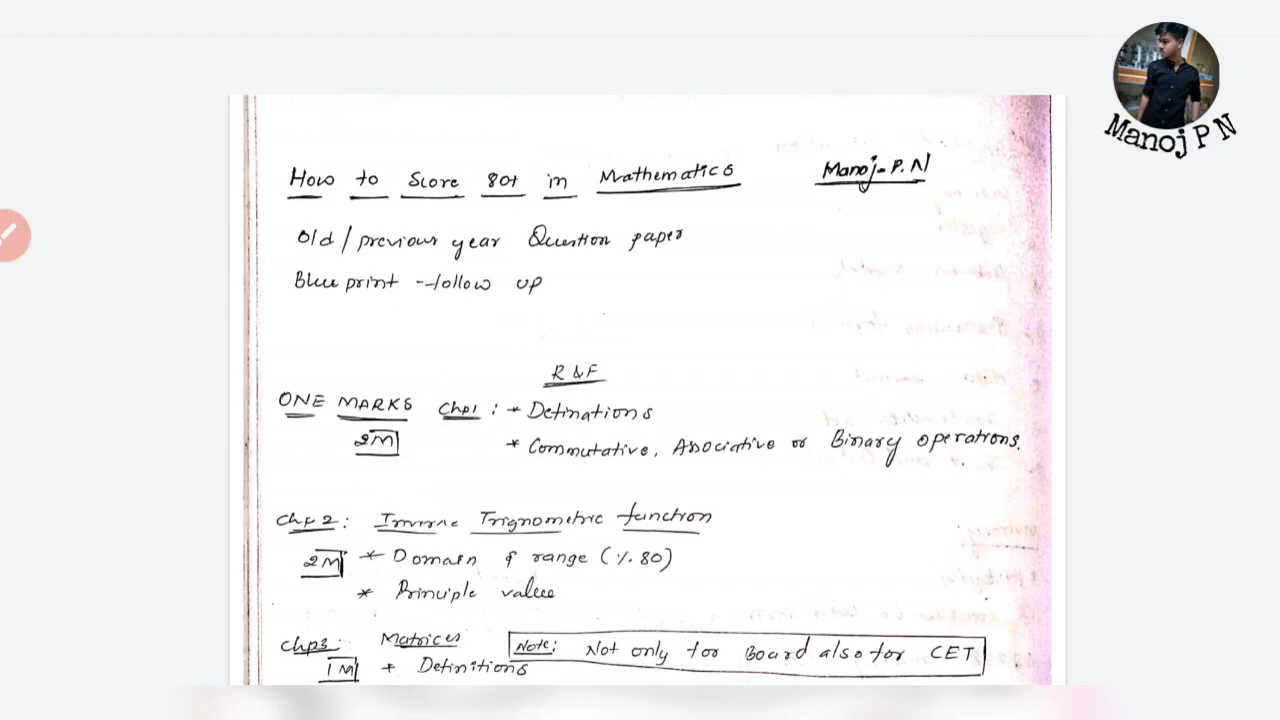 Manoj P N
How to Score 80+ in Mathematics
Manoj-P.N
Old/previous year Question paper
Blue print --follow up
R & F
ONE MARKS Chp1 : * Definations
2M
* Commutative, Associative or Binary operations.
Chp 2: Inverse Trignometric function
2M * Domain & range (%.80)
* Principle value
Chp3: Matrices Note: Not only for Board also for CET
1M * Definitions